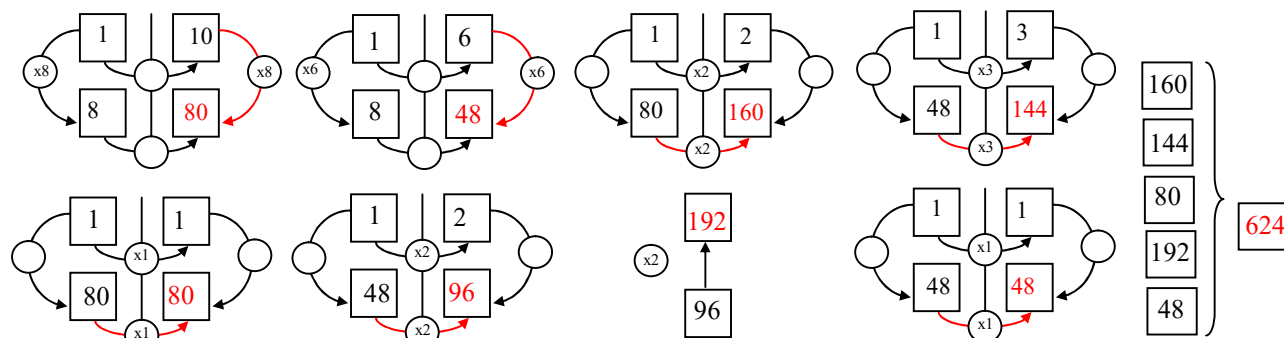 1 10 1 6 1 2 1 3
x8 x8 x6 x6 x2 x3
8 80 8 48 80 160 48 144
x2 x3
160
144
80
192
48
624
1 1 1 2 192 1 1
x1 x2 x2 x1
80 80 48 96 96 48 48
x1 x2 x1